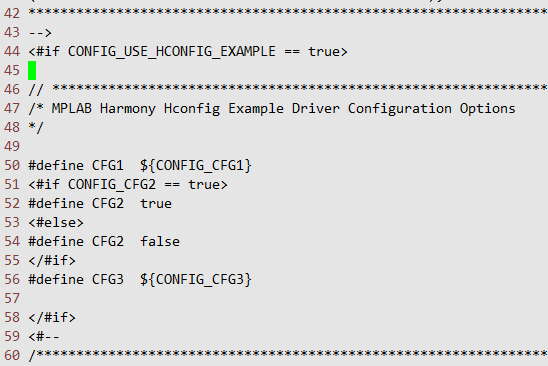 42 *****************************************************************
43 -->
44 <#if CONFIG_USE_HCONFIG_EXAMPLE == true>
45
46 // **************************************************************
47 /* MPLAB Harmony Hconfig Example Driver Configuration Options
48 */
49
50 #define CFG1  ${CONFIG_CFG1}
51 <#if CONFIG_CFG2 == true>
52 #define CFG2  true
53 <#else>
54 #define CFG2  false
55 </#if>
56 #define CFG3  ${CONFIG_CFG3}
57
58 </#if>
59 <#--
60 /****************************************************************